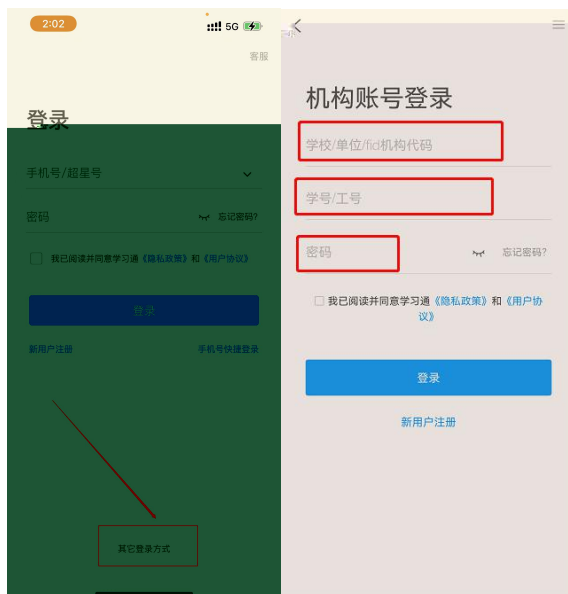 2:02
5G
客服
登录
手机号/超星号
密码
忘记密码?
我已阅读并同意学习通《隐私政策》和《用户协议》
登录
新用户注册
手机号快捷登录
其它登录方式
机构账号登录
学校/单位/fid机构代码
学号/工号
密码
忘记密码?
我已阅读并同意学习通《隐私政策》和《用户协
议》
登录
新用户注册